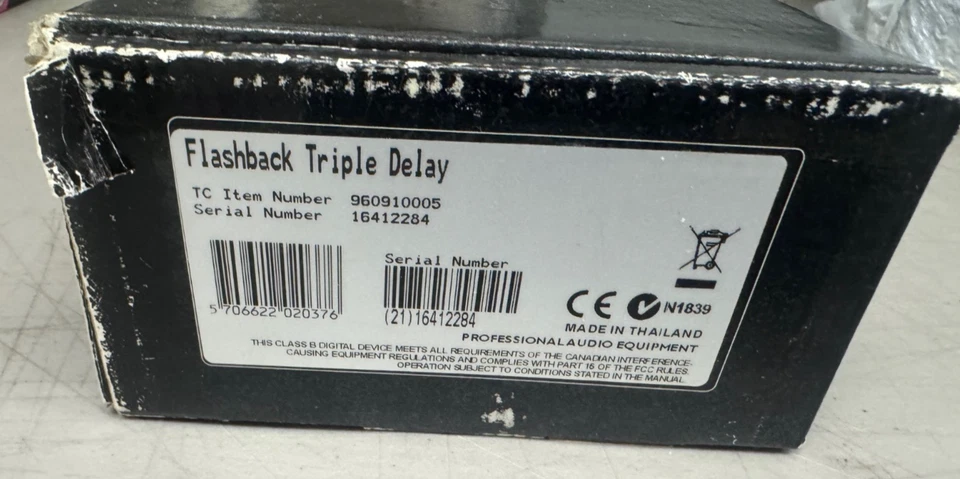 Flashback Triple Delay
TC Item Number 960910005
Serial Number 16412284
Serial Number
5 706622 020376
(21)16412284
CE N1839
MADE IN THAILAND
PROFESSIONAL AUDIO EQUIPMENT
THIS CLASS B DIGITAL DEVICE MEETS ALL REQUIREMENTS OF THE CANADIAN INTERFERENCE-
CAUSING EQUIPMENT REGULATIONS AND COMPLIES WITH PART 15 OF THE FCC RULES.
OPERATION SUBJECT TO CONDITIONS STATED IN THE MANUAL.